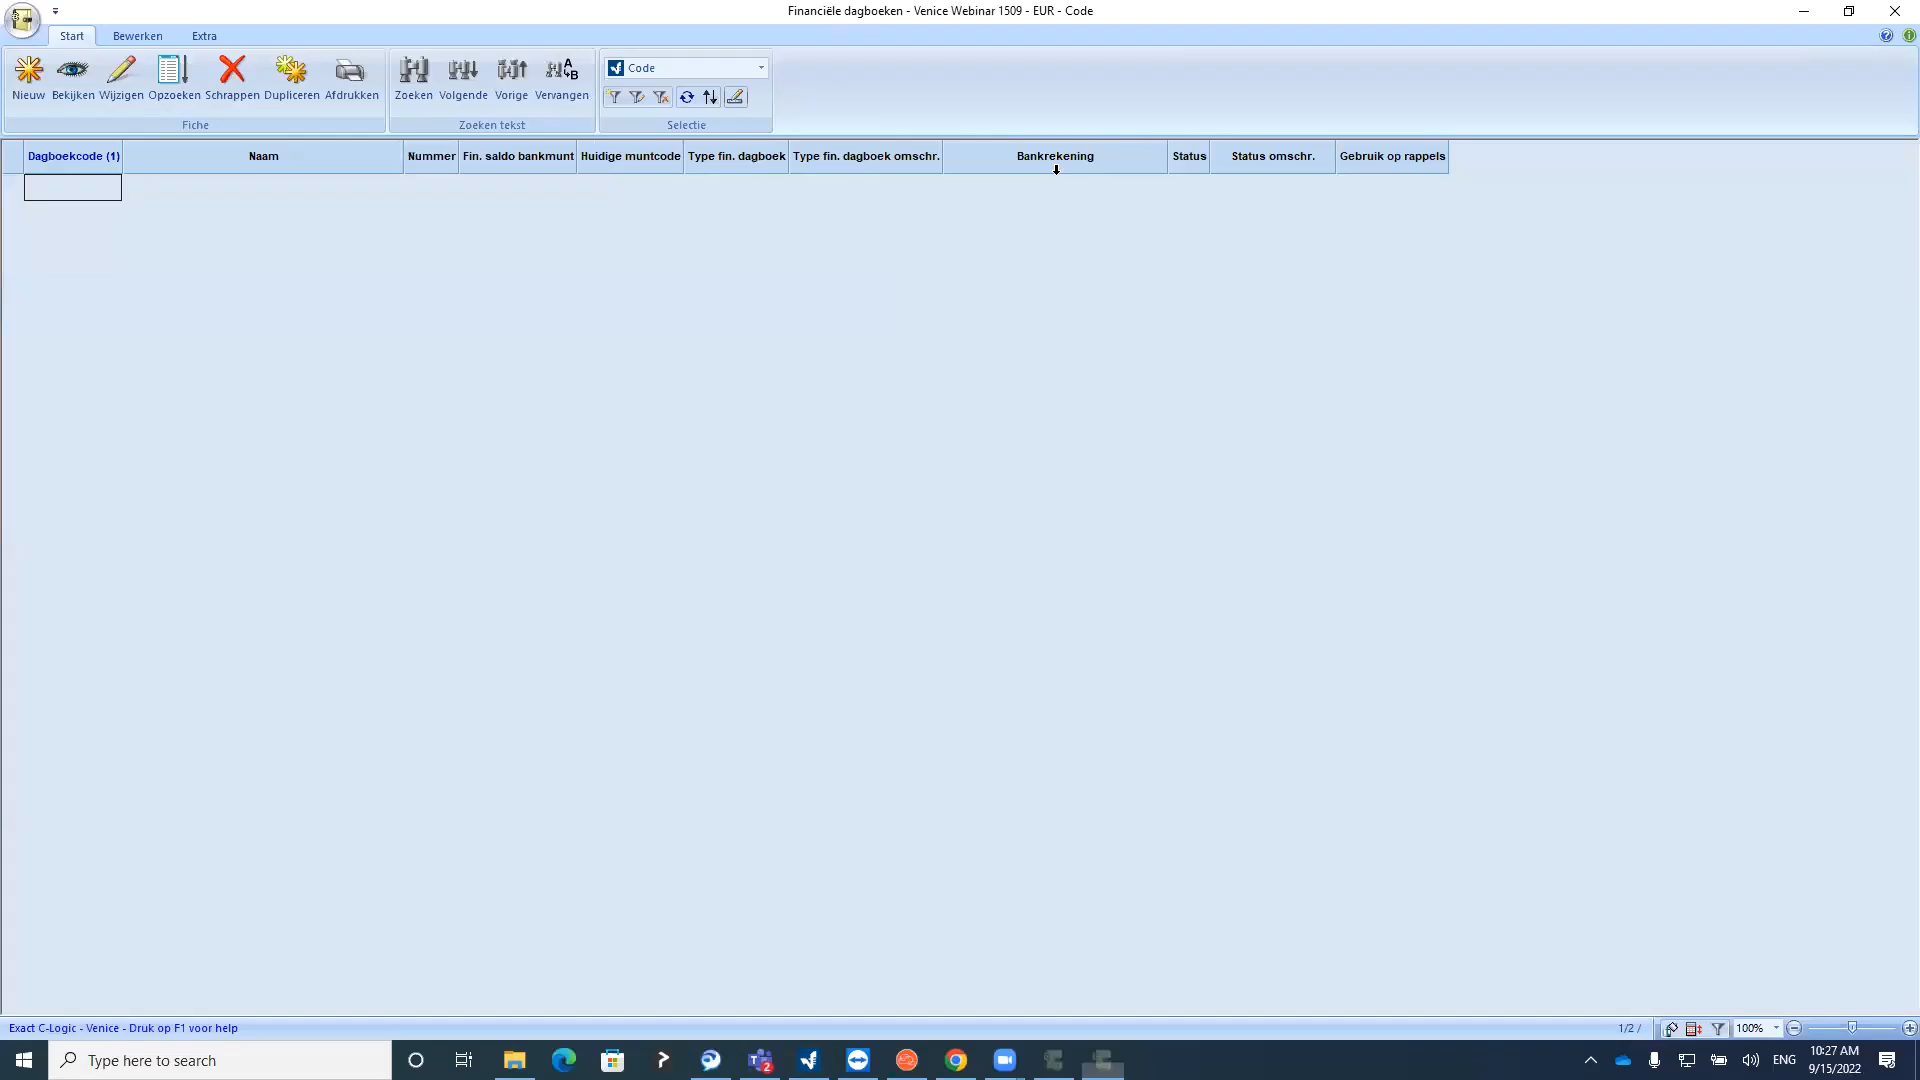 Financiële dagboeken - Venice Webinar 1509 - EUR - Code
Start Bewerken Extra
Code
Nieuw Bekijken Wijzigen Opzoeken Schrappen Dupliceren Afdrukken Zoeken Volgende Vorige Vervangen
Fiche Zoeken tekst Selectie
Dagboekcode (1) Naam Nummer Fin. saldo bankmunt Huidige muntcode Type fin. dagboek Type fin. dagboek omschr. Bankrekening Status Status omschr. Gebruik op rappels
Exact C-Logic - Venice - Druk op F1 voor help 1/2 / 100%
Type here to search 2 ENG 10:27 AM
9/15/2022